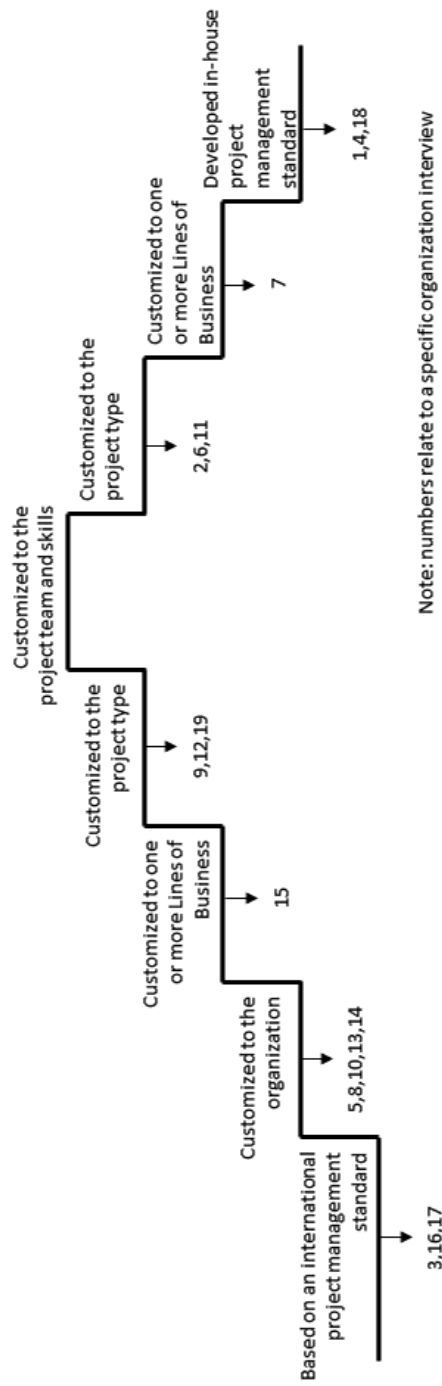 Customized to the
project team and skills
Customized to the
project type
9,12,19
Customized to one
or more Lines of
Business
15
Customized to the
organization
5,8,10,13,14
Based on an international
project management
standard
3,16,17
Customized to the
project type
2,6,11
Customized to one
or more Lines of
Business
7
Developed in-house
project
management
standard
1,4,18
Note: numbers relate to a specific organization interview